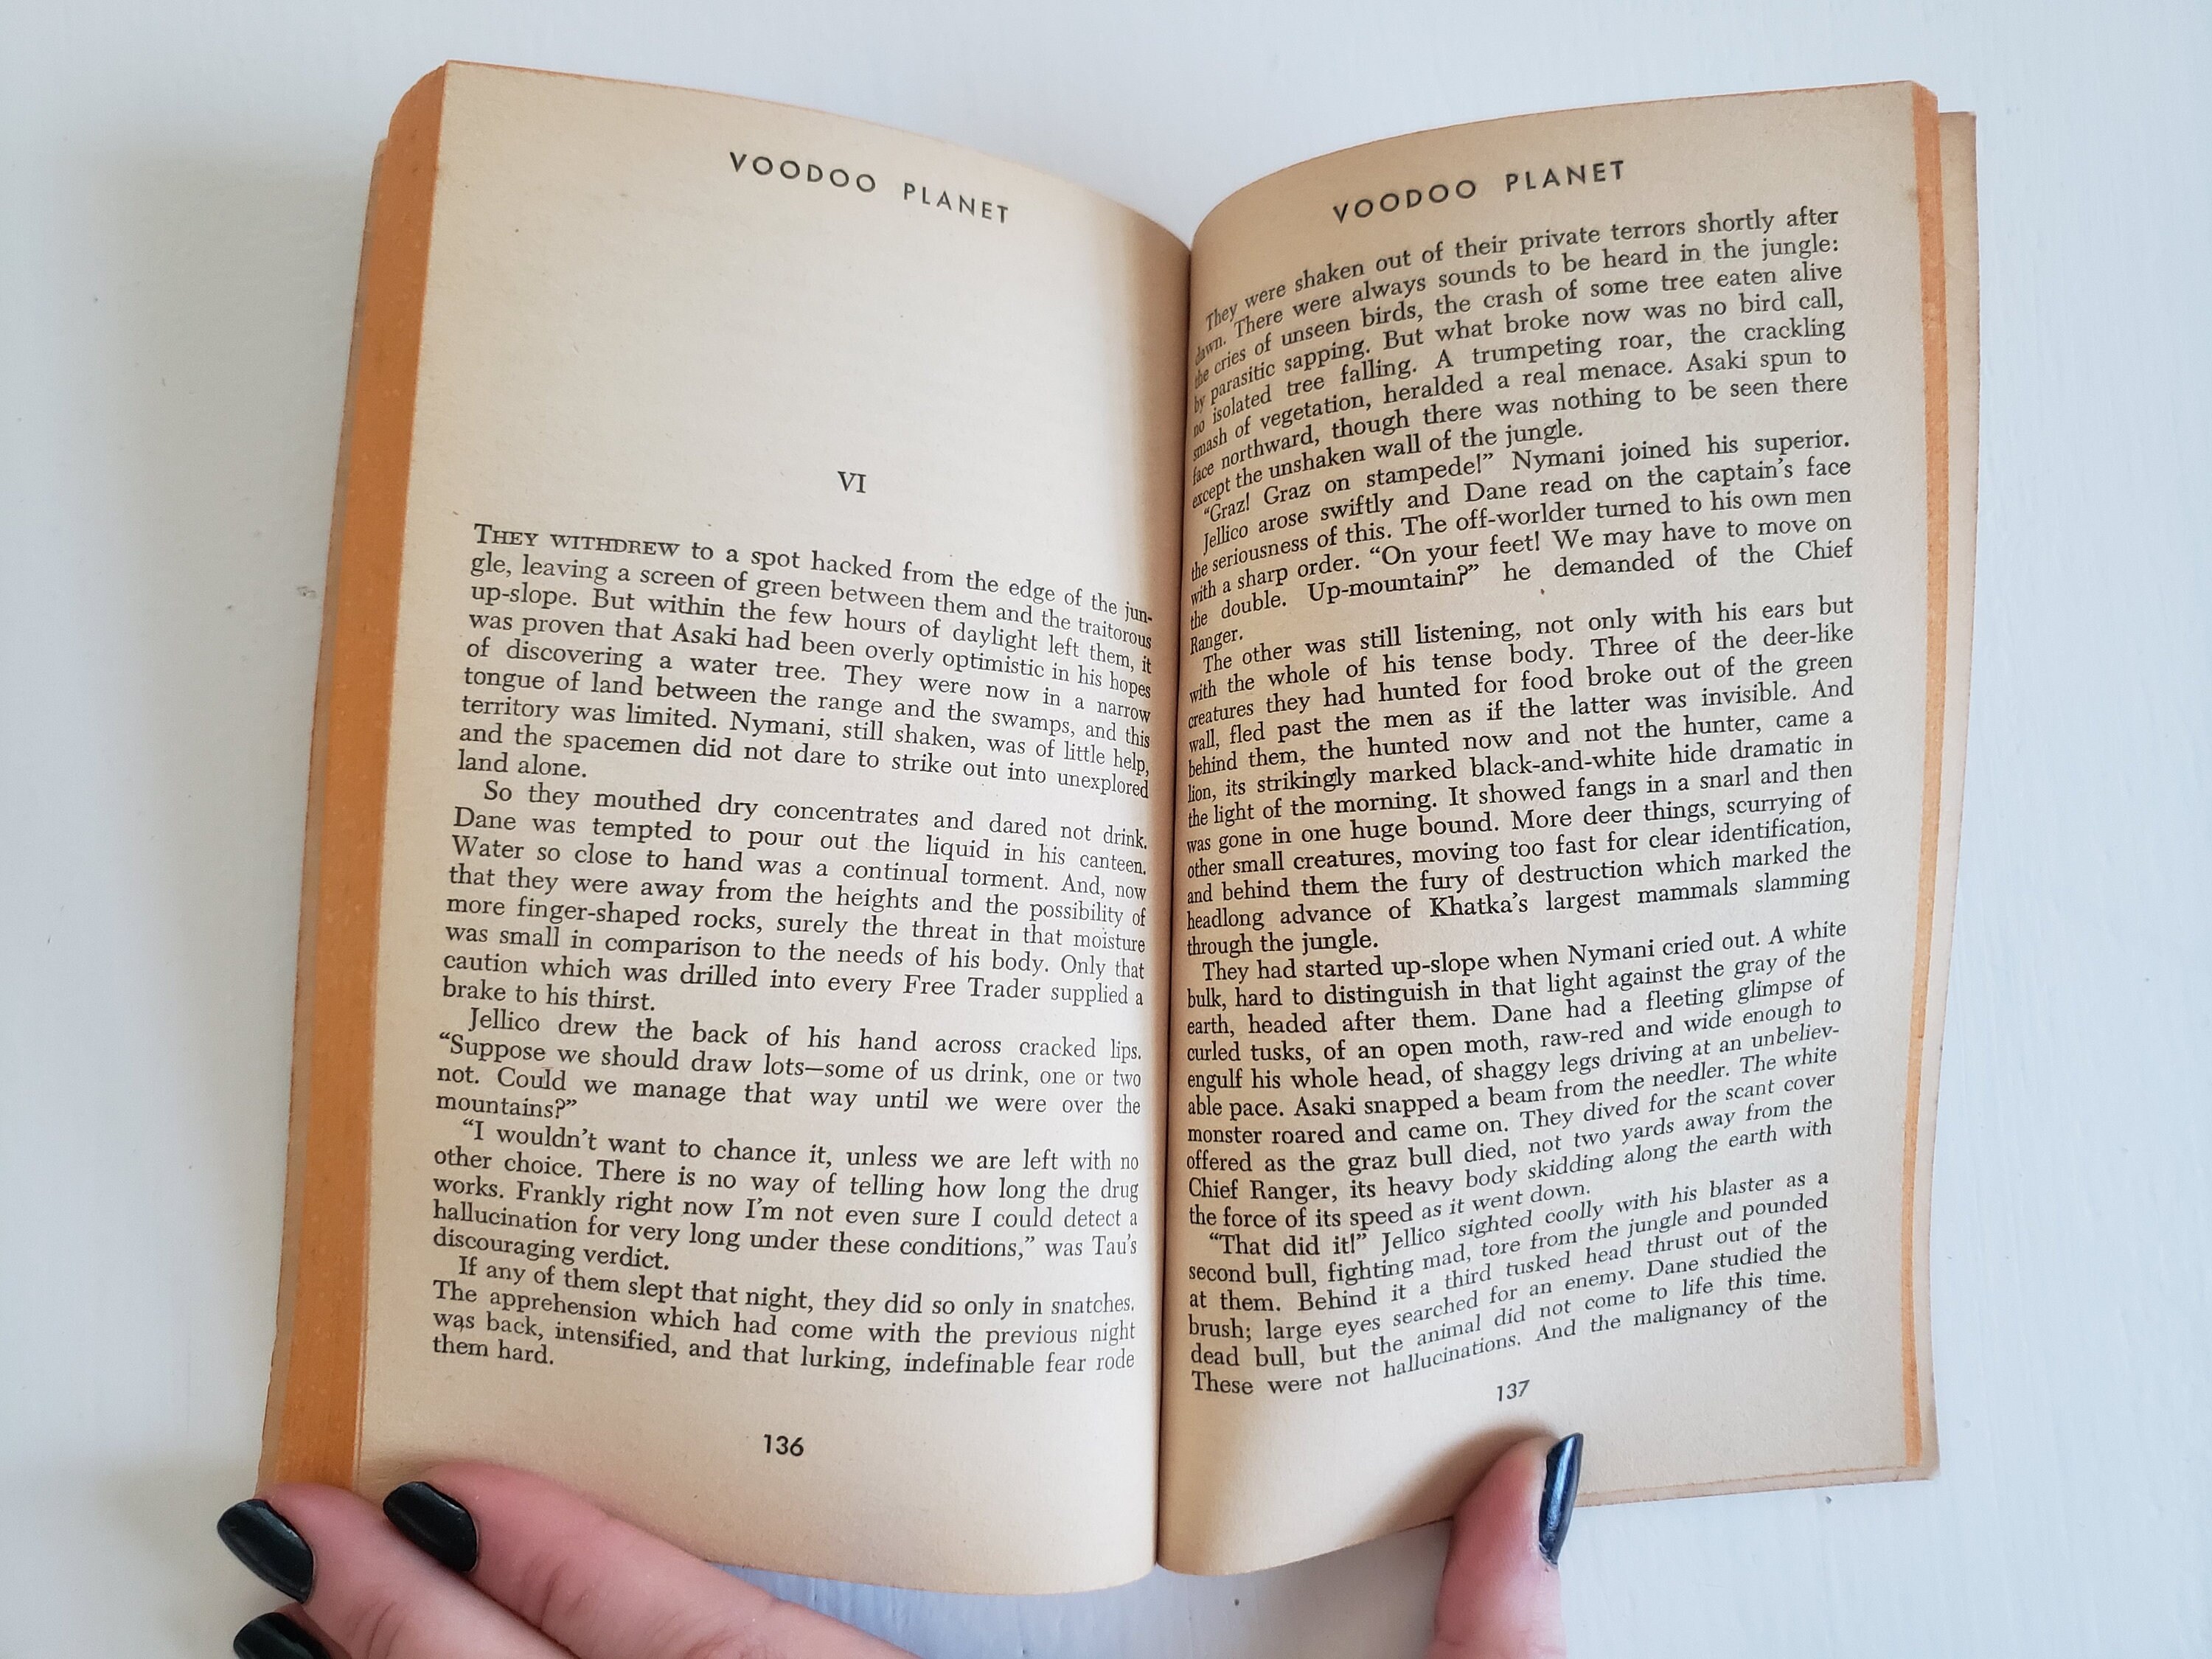 VOODOO PLANET
VI
THEY WITHDREW to a spot hacked from the edge of the jun-
gle, leaving a screen of green between them and the traitorous
up-slope. But within the few hours of daylight left them, it
was proven that Asaki had been overly optimistic in his hopes
of discovering a water tree. They were now in a narrow
tongue of land between the range and the swamps, and this
territory was limited. Nymani, still shaken, was of little help,
and the spacemen did not dare to strike out into unexplored
land alone.
So they mouthed dry concentrates and dared not drink.
Dane was tempted to pour out the liquid in his canteen.
Water so close to hand was a continual torment. And, now
that they were away from the heights and the possibility of
more finger-shaped rocks, surely the threat in that moisture
was small in comparison to the needs of his body. Only that
caution which was drilled into every Free Trader supplied a
brake to his thirst.
Jellico drew the back of his hand across cracked lips.
“Suppose we should draw lots—some of us drink, one or two
not. Could we manage that way until we were over the
mountains?”
“I wouldn’t want to chance it, unless we are left with no
other choice. There is no way of telling how long the drug
works. Frankly right now I’m not even sure I could detect a
hallucination for very long under these conditions,” was Tau’s
discouraging verdict.
If any of them slept that night, they did so only in snatches.
The apprehension which had come with the previous night
was back, intensified, and that lurking, indefinable fear rode
them hard.
136
VOODOO PLANET
They were shaken out of their private terrors shortly after
dawn. There were always sounds to be heard in the jungle:
the cries of unseen birds, the crash of some tree eaten alive
by parasitic sapping. But what broke now was no bird call,
no isolated tree falling. A trumpeting roar, the crackling
smash of vegetation, heralded a real menace. Asaki spun to
face northward, though there was nothing to be seen there
except the unshaken wall of the jungle.
“Graz! Graz on stampede!” Nymani joined his superior.
Jellico arose swiftly and Dane read on the captain’s face
the seriousness of this. The off-worlder turned to his own men
with a sharp order. “On your feet! We may have to move on
the double. Up-mountain?” he demanded of the Chief
Ranger.
The other was still listening, not only with his ears but
with the whole of his tense body. Three of the deer-like
creatures they had hunted for food broke out of the green
wall, fled past the men as if the latter was invisible. And
behind them, the hunted now and not the hunter, came a
lion, its strikingly marked black-and-white hide dramatic in
the light of the morning. It showed fangs in a snarl and then
was gone in one huge bound. More deer things, scurrying of
other small creatures, moving too fast for clear identification,
and behind them the fury of destruction which marked the
headlong advance of Khatka’s largest mammals slamming
through the jungle.
They had started up-slope when Nymani cried out. A white
bulk, hard to distinguish in that light against the gray of the
earth, headed after them. Dane had a fleeting glimpse of
curled tusks, of an open moth, raw-red and wide enough to
engulf his whole head, of shaggy legs driving at an unbeliev-
able pace. Asaki snapped a beam from the needler. The white
monster roared and came on. They dived for the scant cover
offered as the graz bull died, not two yards away from the
Chief Ranger, its heavy body skidding along the earth with
the force of its speed as it went down.
“That did it!” Jellico sighted coolly with his blaster as a
second bull, fighting mad, tore from the jungle and pounded
at them. Behind it a third tusked head thrust out of the
brush; large eyes searched for an enemy. Dane studied the
dead bull, but the animal did not come to life this time.
These were not hallucinations. And the malignancy of the
137